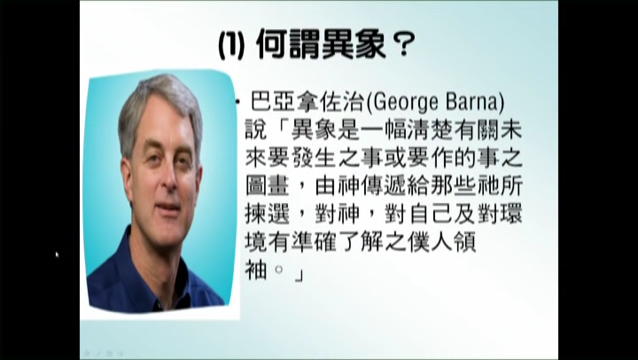 (1) 何謂異象？
• 巴亞拿佐治(George Barna)
說「異象是一幅清楚有關未
來要發生之事或要作的事之
圖畫，由神傳遞給那些祂所
揀選，對神，對自己及對環
境有準確了解之僕人領
袖。」